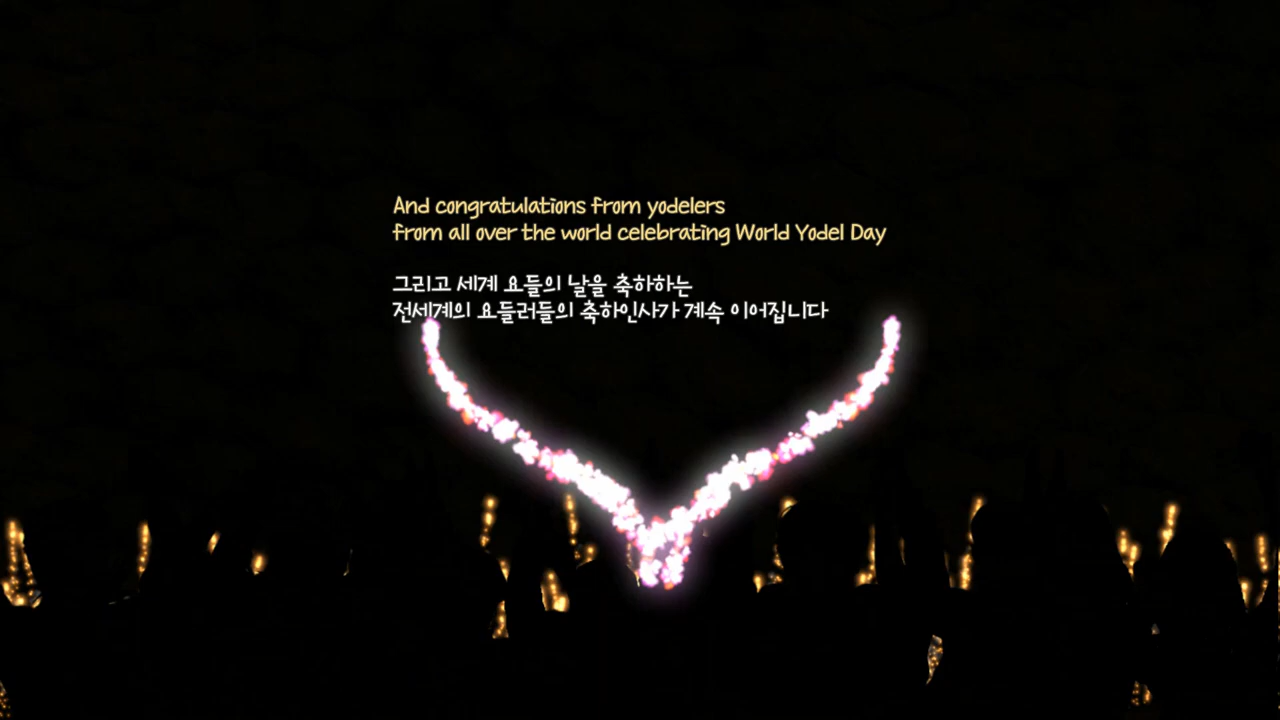 And congratulations from yodelers
from all over the world celebrating World Yodel Day
그리고 세계 요들의 날을 축하하는
전세계의 요들러들의 축하인사가 계속 이어집니다